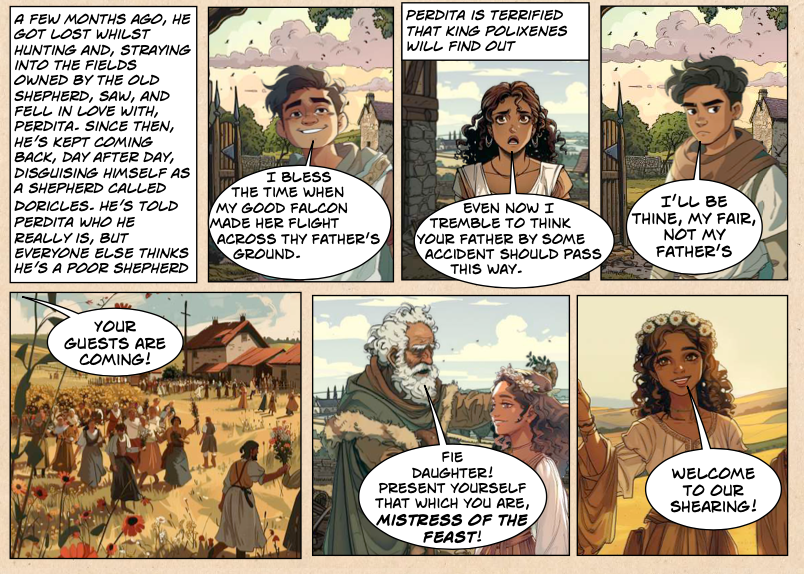 A FEW MONTHS AGO, HE
GOT LOST WHILST
HUNTING AND, STRAYING
INTO THE FIELDS
OWNED BY THE OLD
SHEPHERD, SAW, AND
FELL IN LOVE WITH,
PERDITA. SINCE THEN,
HE'S KEPT COMING
BACK, DAY AFTER DAY,
DISGUISING HIMSELF AS
A SHEPHERD CALLED
DORICLES. HE'S TOLD
PERDITA WHO HE
REALLY IS, BUT
EVERYONE ELSE THINKS
HE'S A POOR SHEPHERD
I BLESS
THE TIME WHEN
MY GOOD FALCON
MADE HER FLIGHT
ACROSS THY FATHER'S
GROUND.
PERDITA IS TERRIFIED
THAT KING POLIXENES
WILL FIND OUT
EVEN NOW I
TREMBLE TO THINK
YOUR FATHER BY SOME
ACCIDENT SHOULD PASS
THIS WAY.
I'LL BE
THINE, MY FAIR,
NOT MY
FATHER'S
YOUR
GUESTS ARE
COMING!
FIE
DAUGHTER!
PRESENT YOURSELF
THAT WHICH YOU ARE,
MISTRESS OF THE
FEAST!
WELCOME
TO OUR
SHEARING!